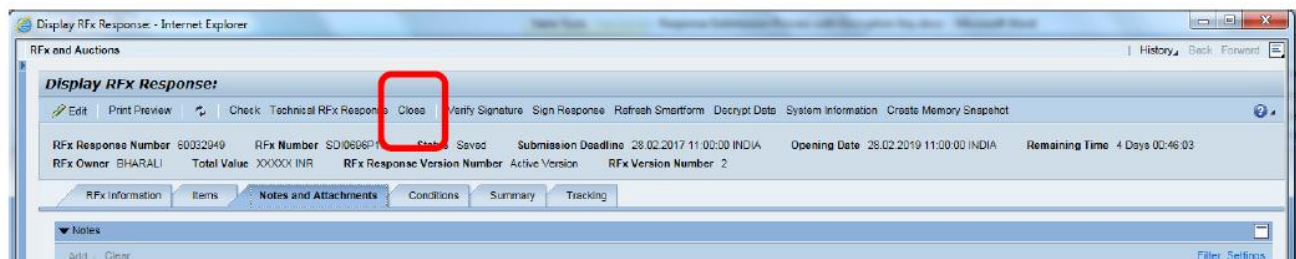 Display RFx Response: - Internet Explorer
RFx and Auctions | History Back Forward
Display RFx Response:
Edit | Print Preview | Check Technical RFx Response Close | Verify Signature Sign Response Refresh Smartform Decrypt Data System Information Create Memory Snapshot
RFx Response Number 60032949 RFx Number SDI0696P1 Status Saved Submission Deadline 28.02.2017 11:00:00 INDIA Opening Date 28.02.2019 11:00:00 INDIA Remaining Time 4 Days 00:46:03
RFx Owner BHARALI Total Value XXXXX INR RFx Response Version Number Active Version RFx Version Number 2
RFx Information Items Notes and Attachments Conditions Summary Tracking
Notes
Add Clear Filter Settings